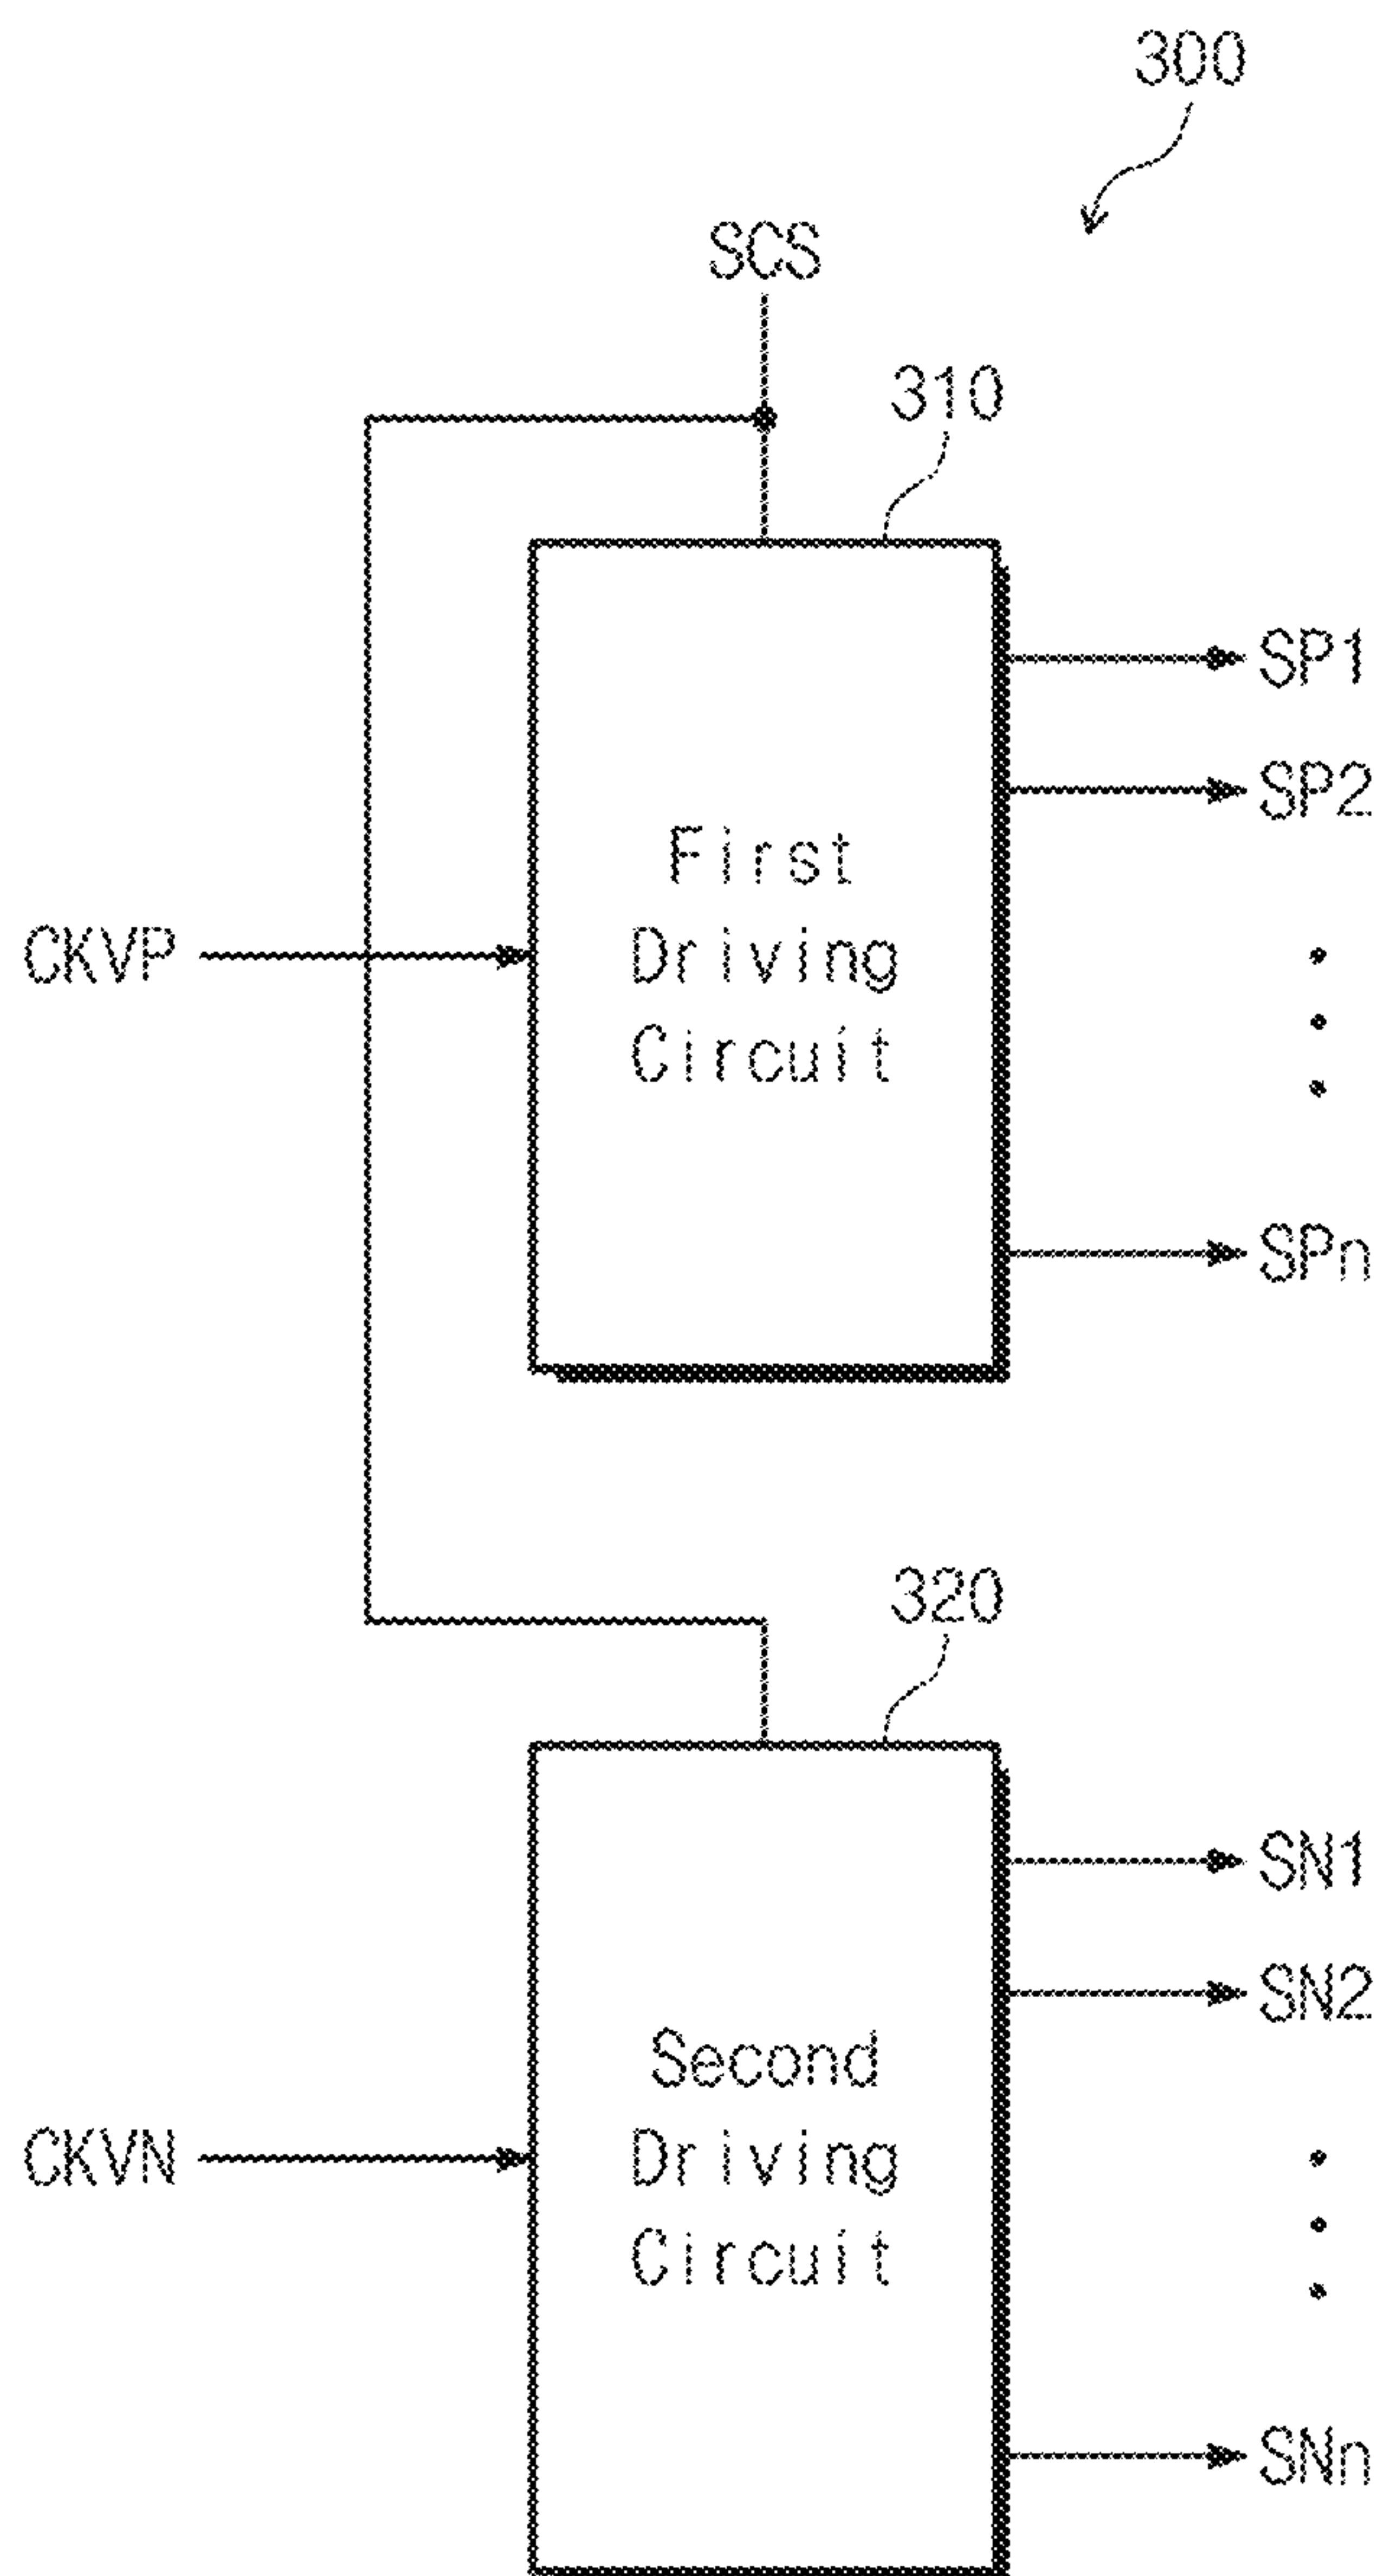 300
SCS
310
SP1
SP2
First
Driving
Circuit
CKVP
SPn
320
SN1
SN2
Second
Driving
Circuit
CKVN
SNn